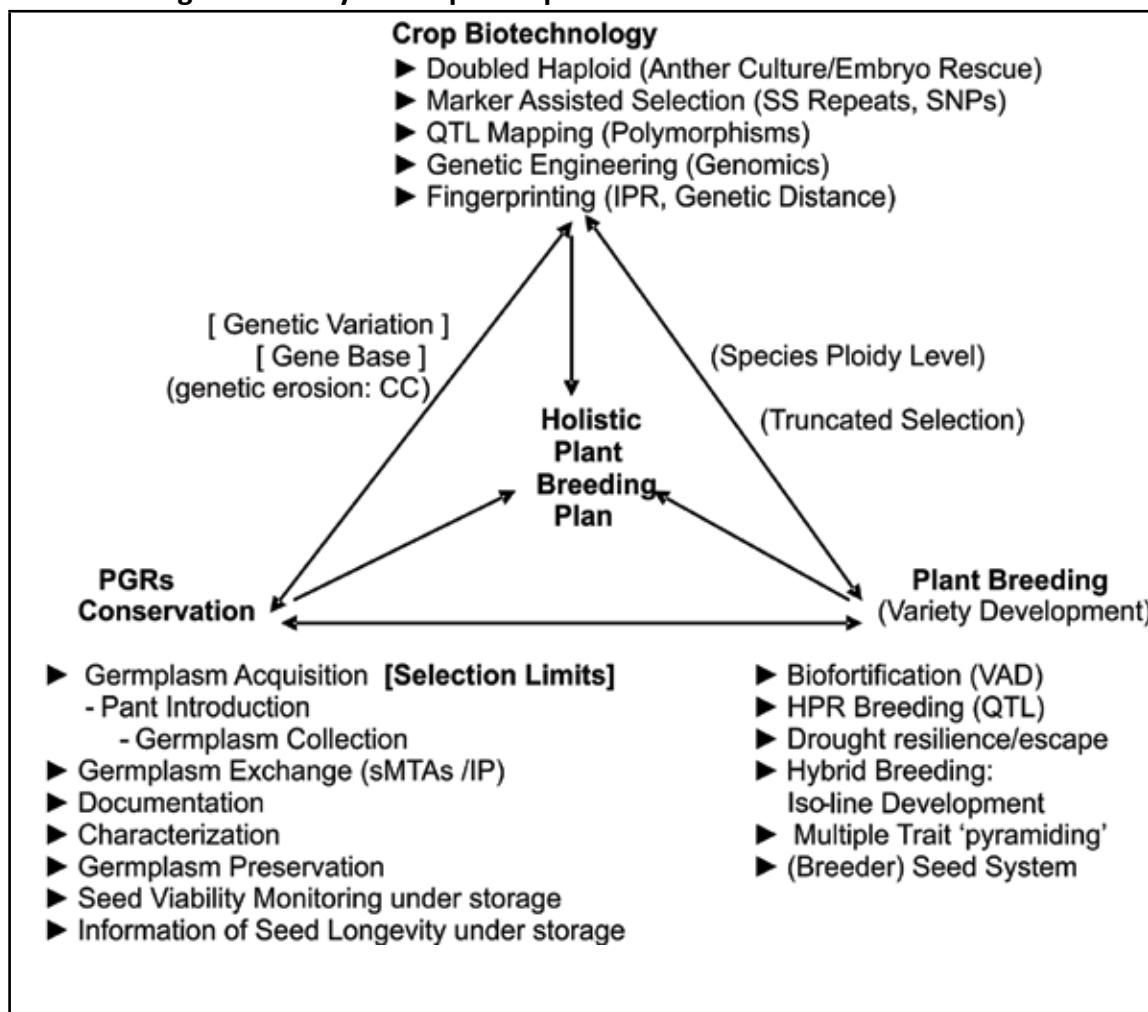 Crop Biotechnology
► Doubled Haploid (Anther Culture/Embryo Rescue)
► Marker Assisted Selection (SS Repeats, SNPs)
► QTL Mapping (Polymorphisms)
► Genetic Engineering (Genomics)
► Fingerprinting (IPR, Genetic Distance)
[ Genetic Variation ]
[ Gene Base ]
(genetic erosion: CC)
(Species Ploidy Level)
(Truncated Selection)
Holistic
Plant
Breeding
Plan
PGRs
Conservation
Plant Breeding
(Variety Development)
► Germplasm Acquisition [Selection Limits]
- Pant Introduction
- Germplasm Collection
► Germplasm Exchange (sMTAs /IP)
► Documentation
► Characterization
► Germplasm Preservation
► Seed Viability Monitoring under storage
► Information of Seed Longevity under storage
► Biofortification (VAD)
► HPR Breeding (QTL)
► Drought resilience/escape
► Hybrid Breeding:
Iso-line Development
► Multiple Trait ‘pyramiding’
► (Breeder) Seed System